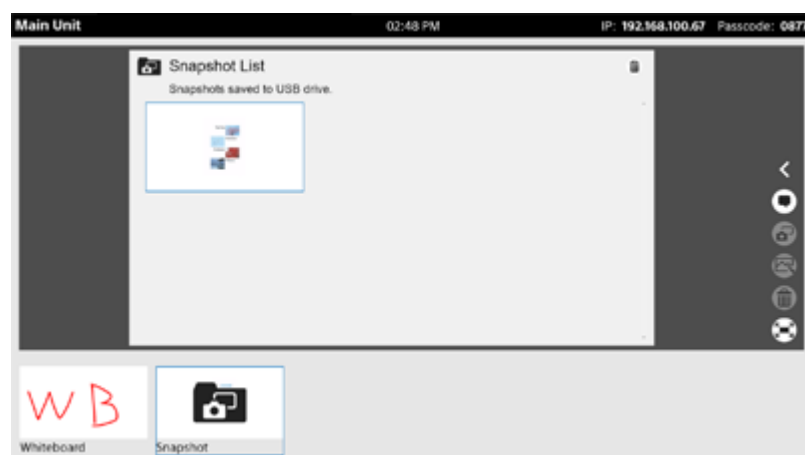 Main Unit 02:48 PM IP: 192.168.100.67 Passcode: 0877
Snapshot List
Snapshots saved to USB drive.
W B
Whiteboard Snapshot